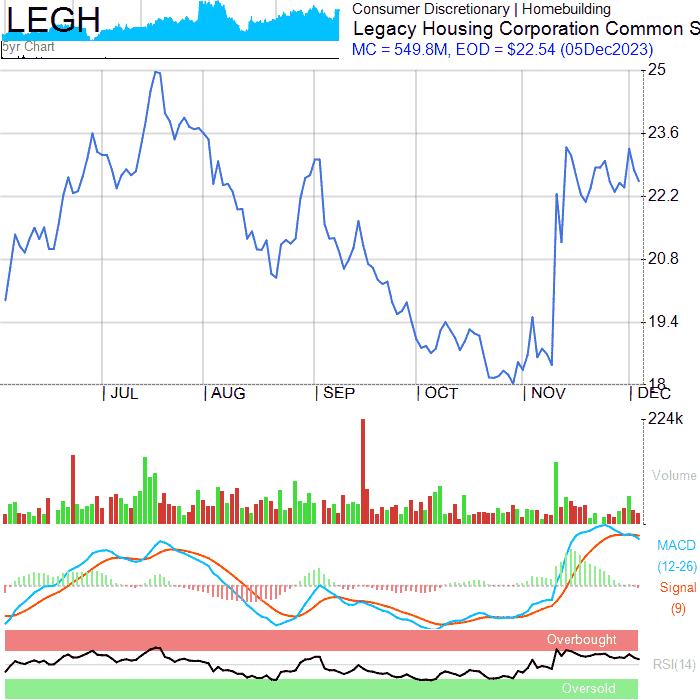 LEGH
5yr Chart
Consumer Discretionary | Homebuilding
Legacy Housing Corporation Common S
MC = 549.8M, EOD = $22.54 (05Dec2023)
25
23.6
22.2
20.8
19.4
18
| JUL | AUG | SEP | OCT | NOV | DEC
224k
Volume
MACD
(12-26)
Signal
(9)
Overbought
RSI(14)
Oversold